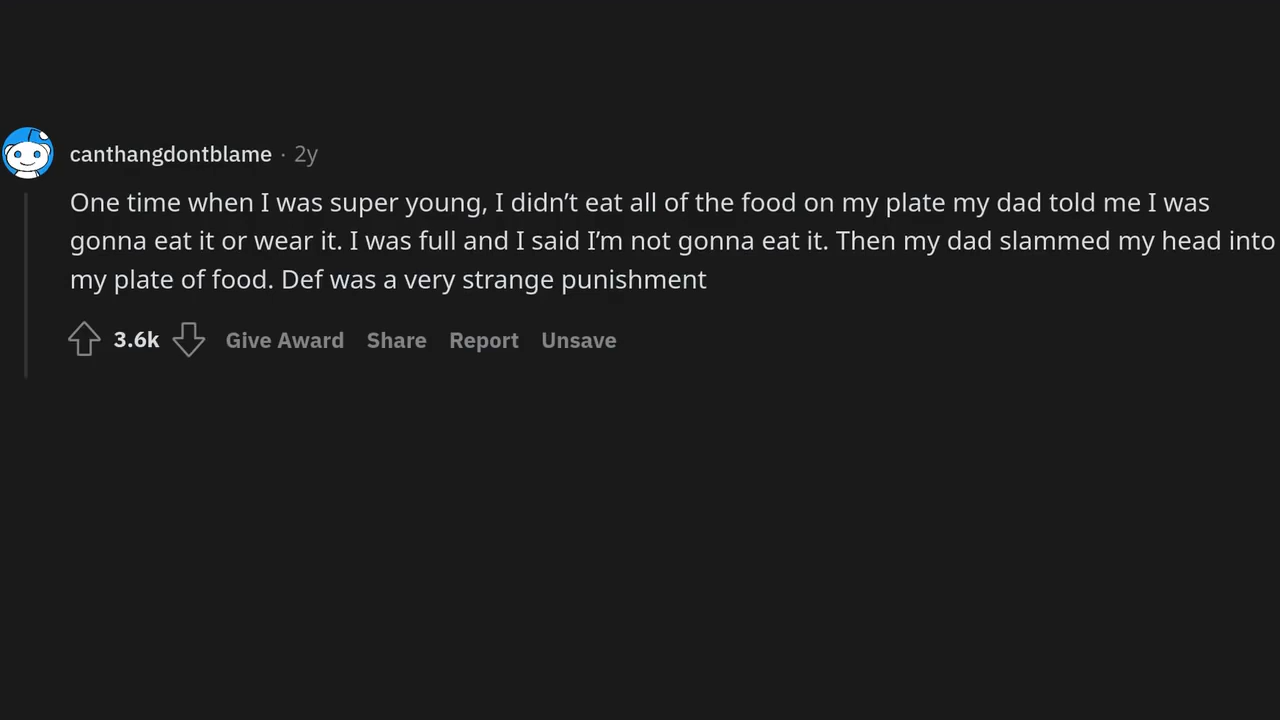 canthangdontblame · 2y
One time when I was super young, I didn’t eat all of the food on my plate my dad told me I was
gonna eat it or wear it. I was full and I said I’m not gonna eat it. Then my dad slammed my head into
my plate of food. Def was a very strange punishment
3.6k Give Award Share Report Unsave